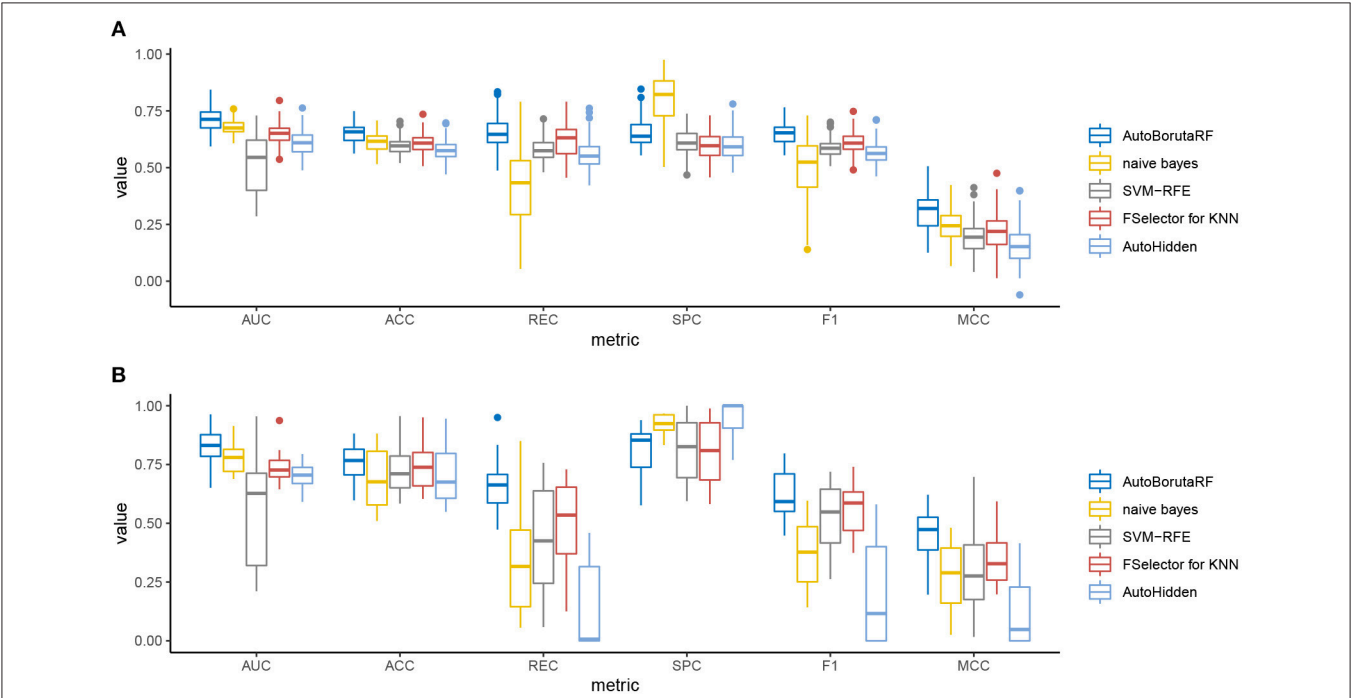 A
1.00
0.75
0.50
0.25
0.00
value
AUC
ACC
REC
SPC
F1
MCC
metric
AutoBorutaRF
naive bayes
SVM−RFE
FSelector for KNN
AutoHidden
B
1.00
0.75
0.50
0.25
0.00
value
AUC
ACC
REC
SPC
F1
MCC
metric
AutoBorutaRF
naive bayes
SVM−RFE
FSelector for KNN
AutoHidden